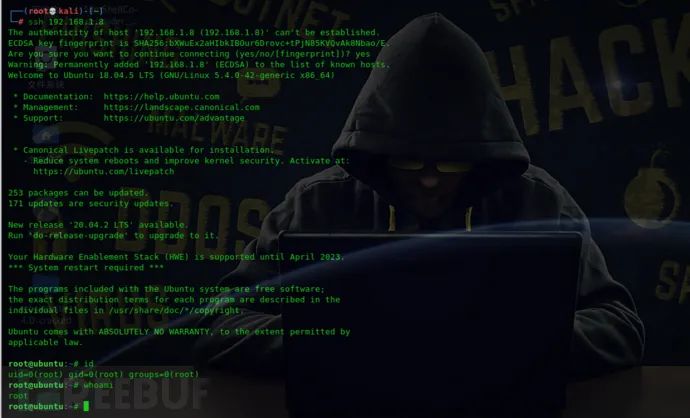 ┌──(root💀kali)-[~]
└─# ssh 192.168.1.8
The authenticity of host '192.168.1.8 (192.168.1.8)' can't be established.
ECDSA key fingerprint is
Are you sure you want to continue connecting (yes/no/[fingerprint])? yes
Warning: Permanently added '192.168.1.8' (ECDSA) to the list of known hosts.
Welcome to Ubuntu 18.04.5 LTS (GNU/Linux 5.4.0-42-generic x86_64)
* Documentation:  https://help.ubuntu.com
* Management:     https://landscape.canonical.com
* Support:        https://ubuntu.com/advantage
* Canonical Livepatch is available for installation.
- Reduce system reboots and improve kernel security. Activate at:
https://ubuntu.com/livepatch
253 packages can be updated.
171 updates are security updates.
New release '20.04.2 LTS' available.
Run 'do-release-upgrade' to upgrade to it.
Your Hardware Enablement Stack (HWE) is supported until April 2023.
*** System restart required ***
The programs included with the Ubuntu system are free software;
the exact distribution terms for each program are described in the
individual files in /usr/share/doc/*/copyright.
Ubuntu comes with ABSOLUTELY NO WARRANTY, to the extent permitted by
applicable law.
root@ubuntu:~# id
uid=0(root) gid=0(root) groups=0(root)
root@ubuntu:~# whoami
root
root@ubuntu:~#
HACK
MALWARE
DDOS
VIRUS
REEBUF
文件系统